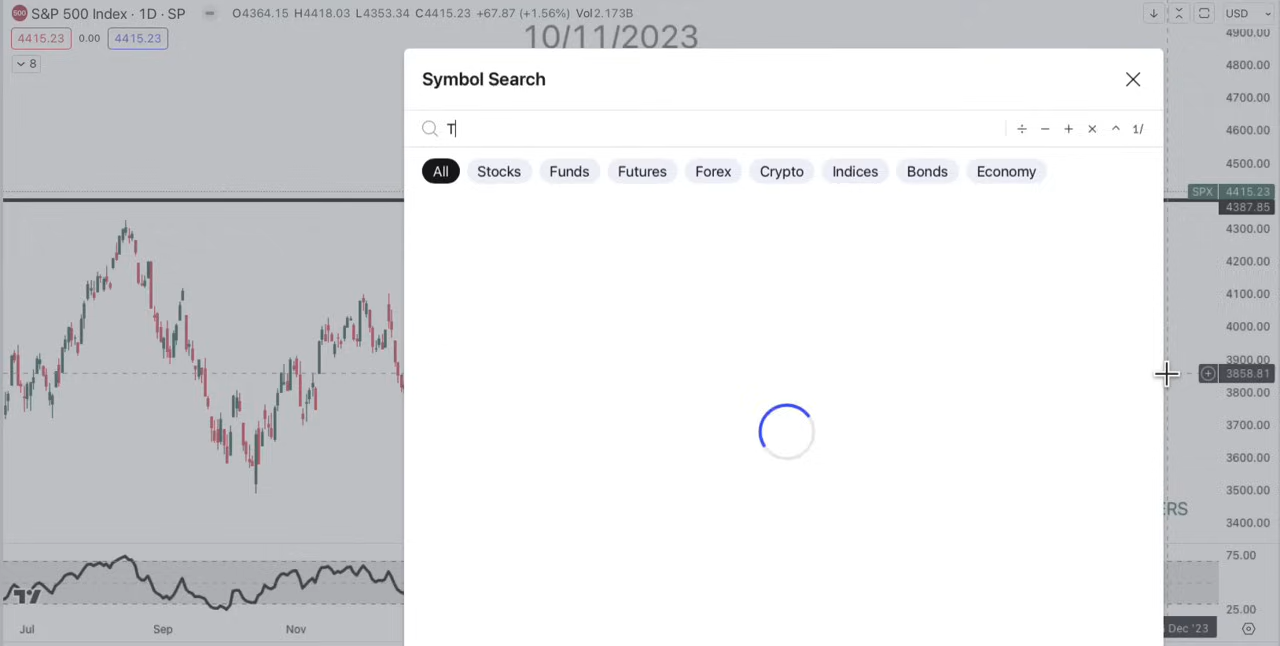 500 S&P 500 Index · 1D · SP O4364.15 H4418.03 L4353.34 C4415.23 +67.87 (+1.56%) Vol2.173B USD
4415.23 0.00 4415.23
8
10/11/2023
Symbol Search
T
÷ − + × ^ 1/
All Stocks Funds Futures Forex Crypto Indices Bonds Economy
4900.00
4800.00
4700.00
4600.00
4500.00
SPX 4415.23
4387.85
4300.00
4200.00
4100.00
4000.00
3900.00
3858.81
3800.00
3700.00
3600.00
3500.00
ERS
3400.00
75.00
25.00
Jul Sep Nov Dec '23